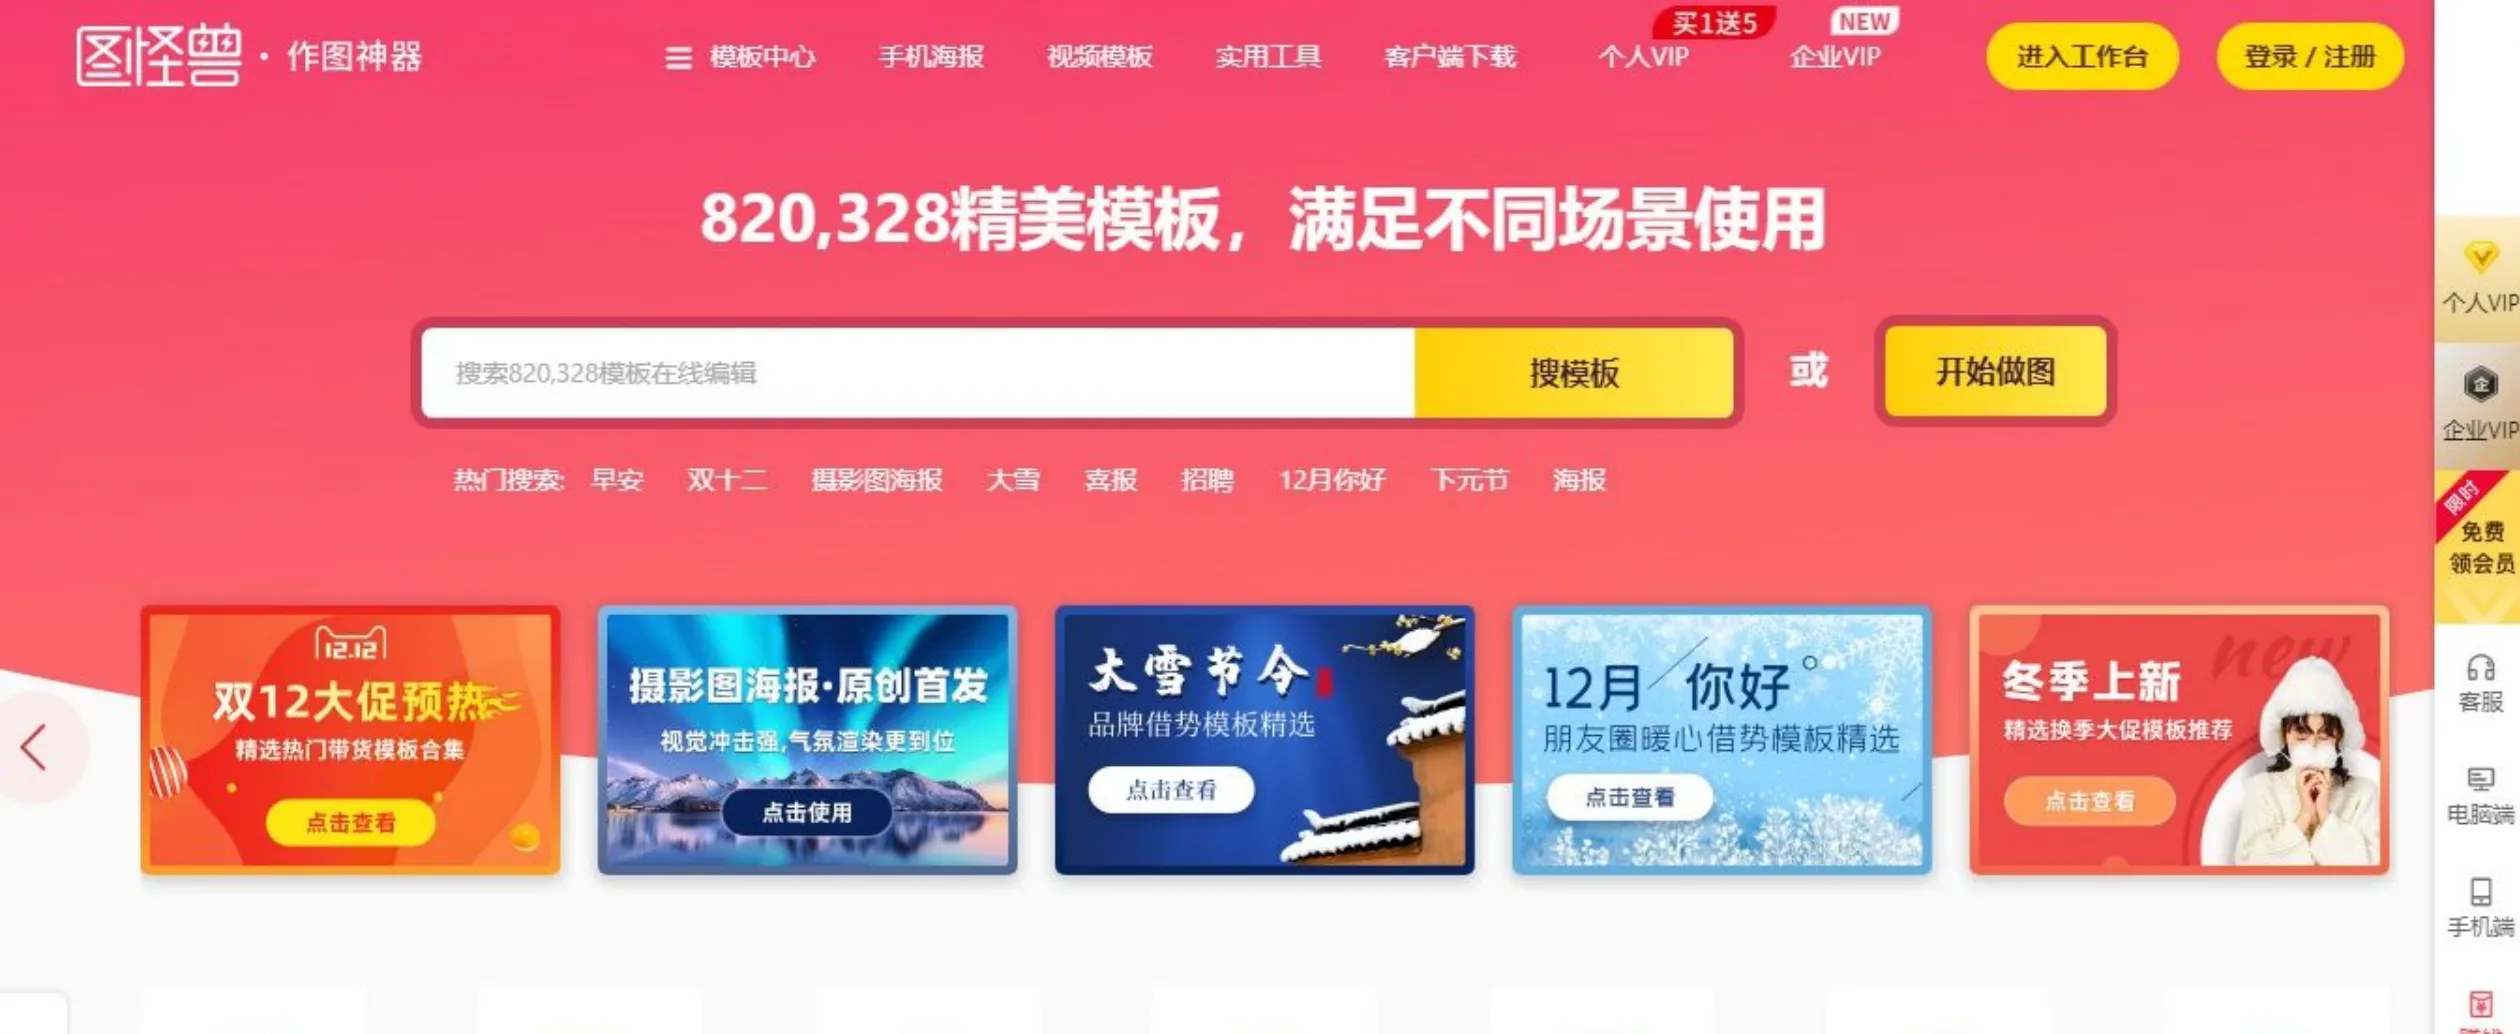 图怪兽 · 作图神器
模板中心 手机海报 视频模板 实用工具 客户端下载 个人VIP 买1送5 企业VIP NEW 进入工作台 登录 / 注册
820,328精美模板，满足不同场景使用
搜索820,328模板在线编辑 搜模板 或 开始做图
热门搜索: 早安 双十二 摄影图海报 大雪 喜报 招聘 12月你好 下元节 海报
12.12
双12大促预热
精选热门带货模板合集
点击查看
摄影图海报·原创首发
视觉冲击强,气氛渲染更到位
点击使用
大雪节令
品牌借势模板精选
点击查看
12月 你好
朋友圈暖心借势模板精选
点击查看
new
冬季上新
精选换季大促模板推荐
点击查看
个人VIP
企
企业VIP
限时
免费
领会员
客服
电脑端
手机端